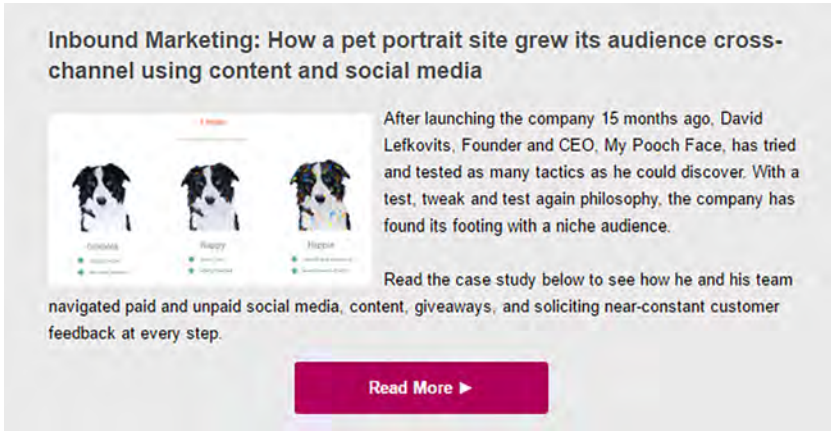 Inbound Marketing: How a pet portrait site grew its audience cross-
channel using content and social media
After launching the company 15 months ago, David
Lefkovits, Founder and CEO, My Pooch Face, has tried
and tested as many tactics as he could discover. With a
test, tweak and test again philosophy, the company has
found its footing with a niche audience.
Happy
Hippie
Read the case study below to see how he and his team
navigated paid and unpaid social media, content, giveaways, and soliciting near-constant customer
feedback at every step.
Read More ►